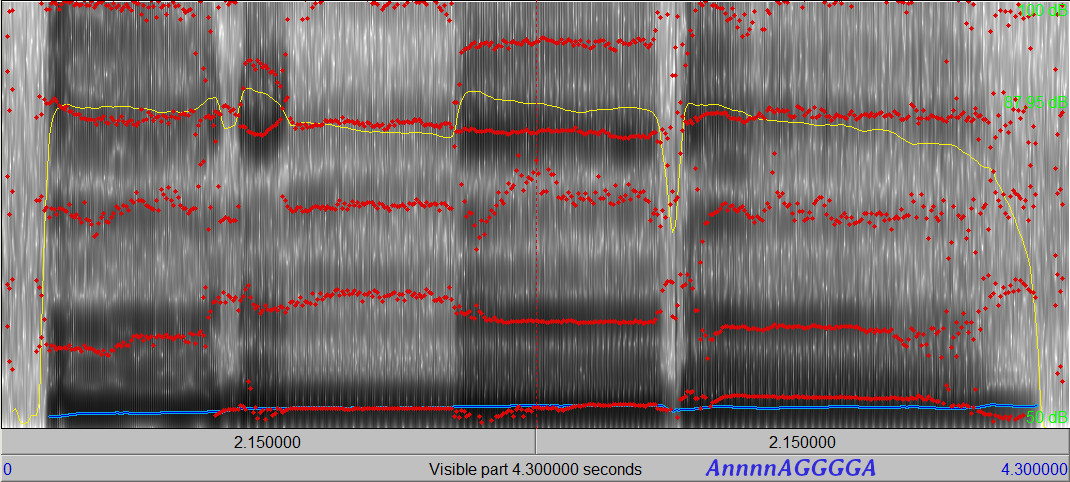 100 dB
87.95 dB
50 dB
2.150000 2.150000
0 Visible part 4.300000 seconds AnnnnAGGGGA 4.300000